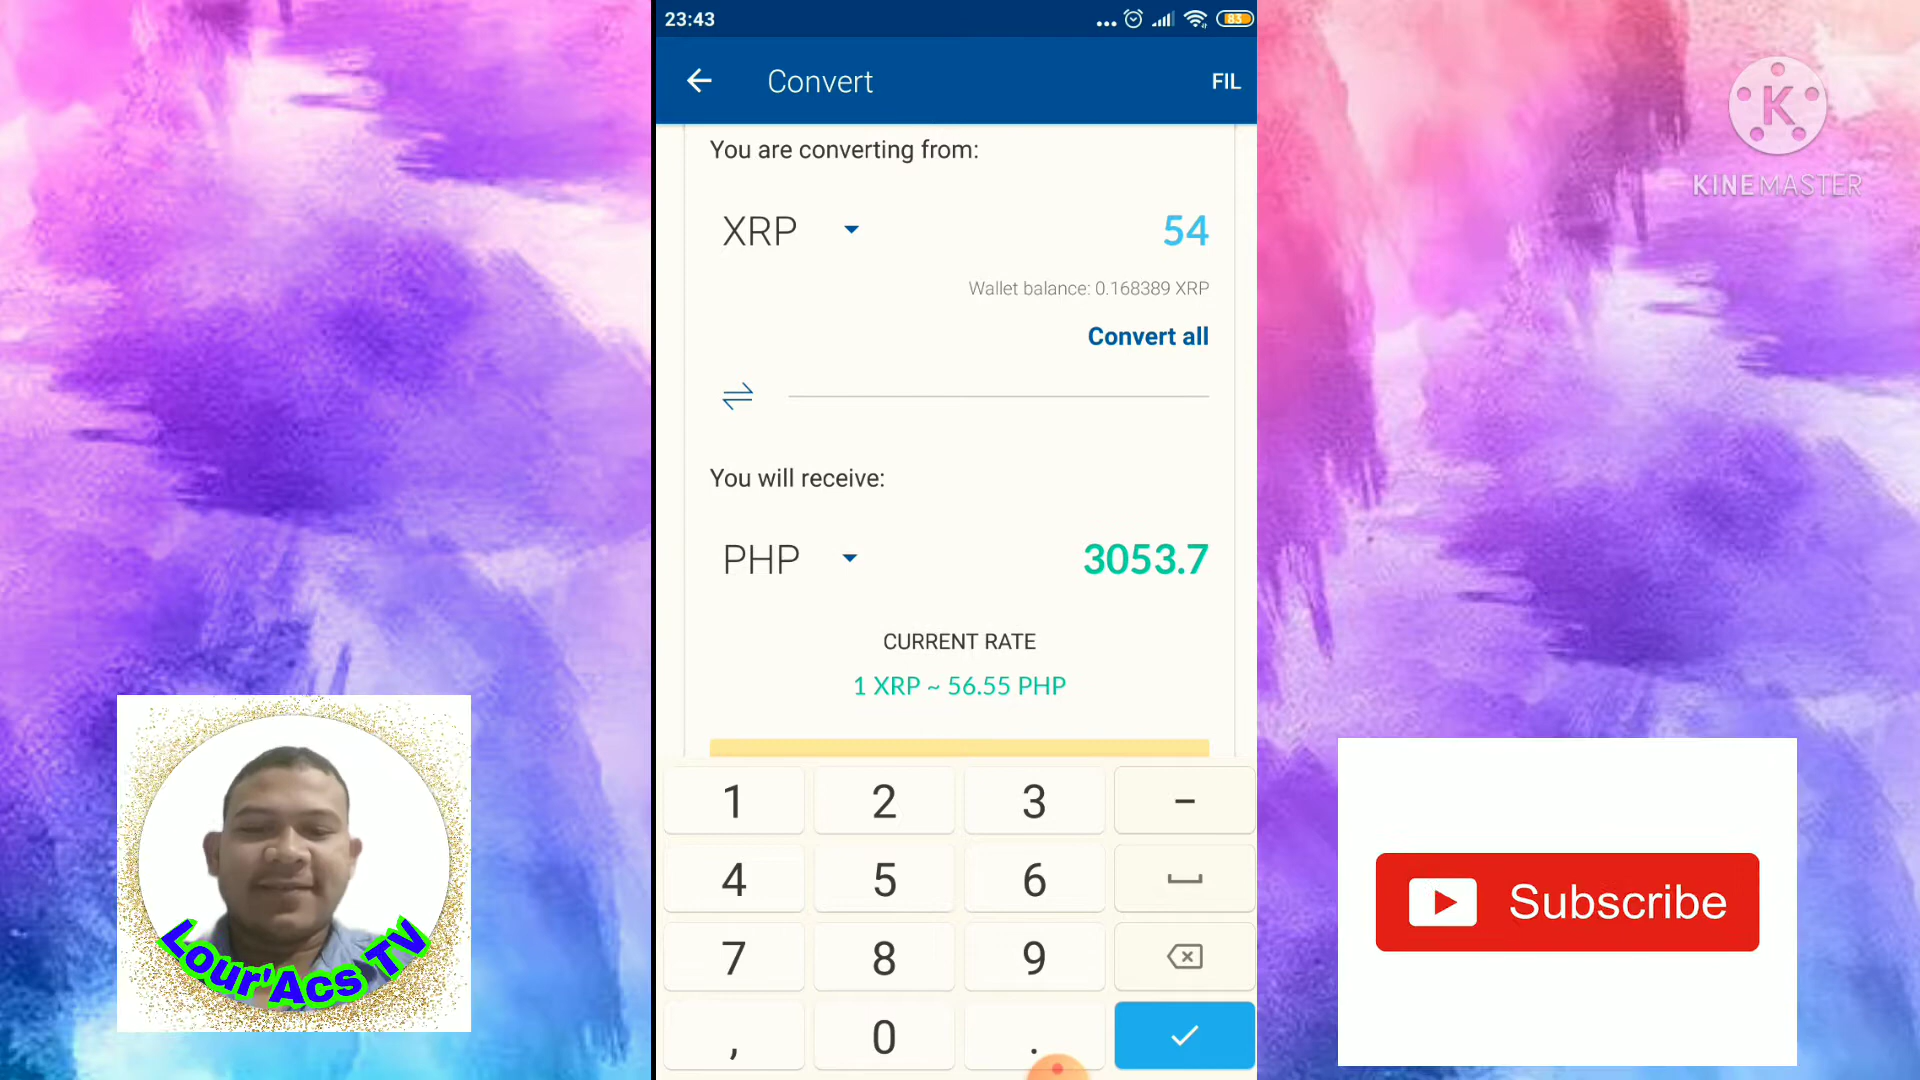 23:43
83
Convert
FIL
You are converting from:
XRP
54
Wallet balance: 0.168389 XRP
Convert all
You will receive:
PHP
3053.7
CURRENT RATE
1 XRP ~ 56.55 PHP
1
2
3
-
4
5
6
7
8
9
,
0
.
K
KINEMASTER
Lour'Acs TV
Subscribe